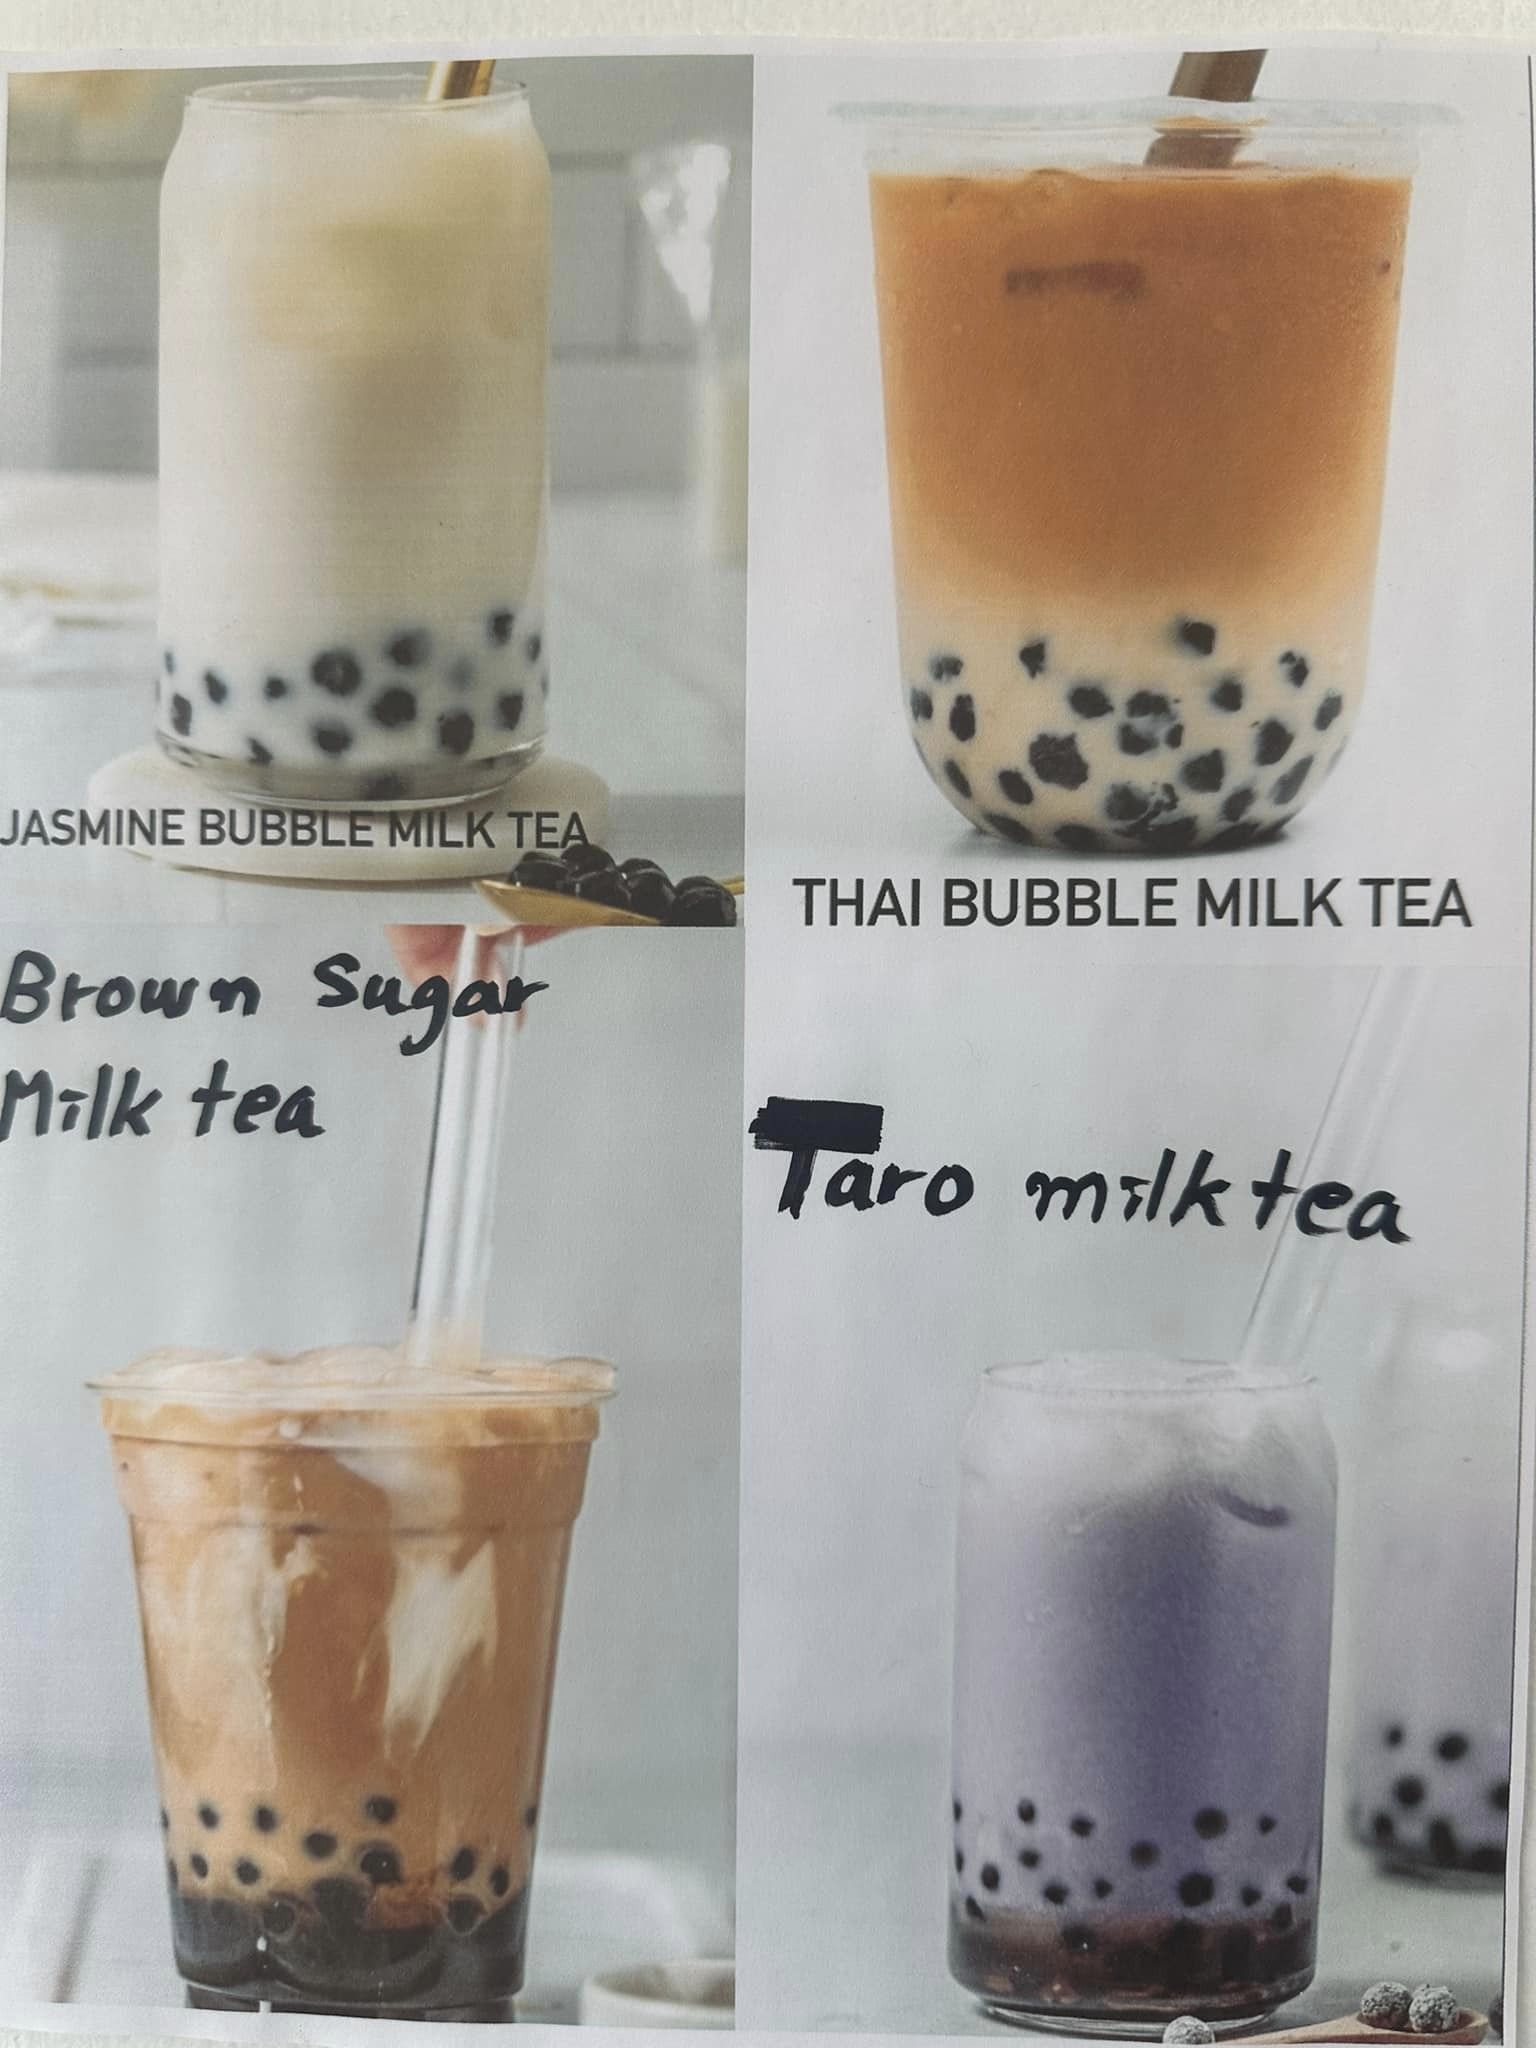 JASMINE BUBBLE MILK TEA
THAI BUBBLE MILK TEA
Brown Sugar
Milk tea
Taro milk tea